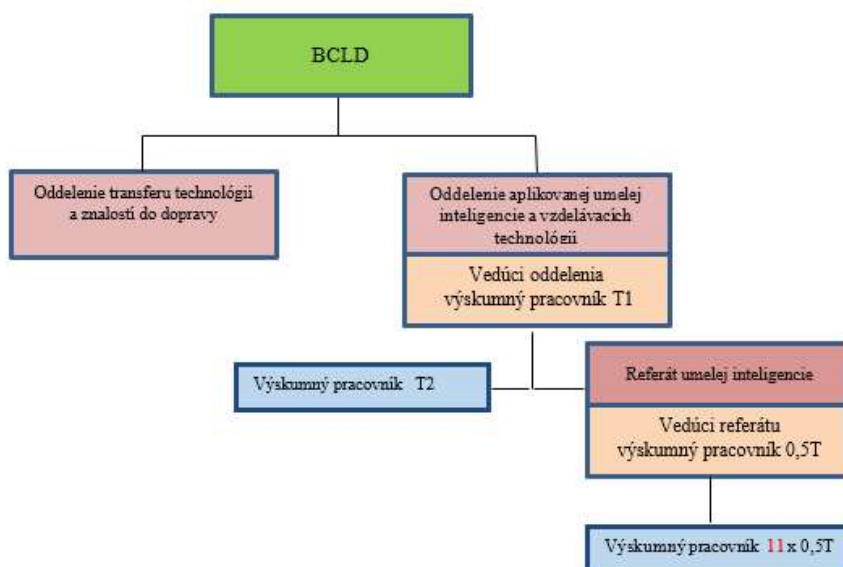 BCLD
Oddelenie transferu technológií
a znalostí do dopravy
Oddelenie aplikovanej umelej
inteligencie a vzdelávacích
technológií
Vedúci oddelenia
výskumný pracovník T1
Výskumný pracovník T2
Referát umelej inteligencie
Vedúci referátu
výskumný pracovník 0,5T
Výskumný pracovník 11 x 0,5T